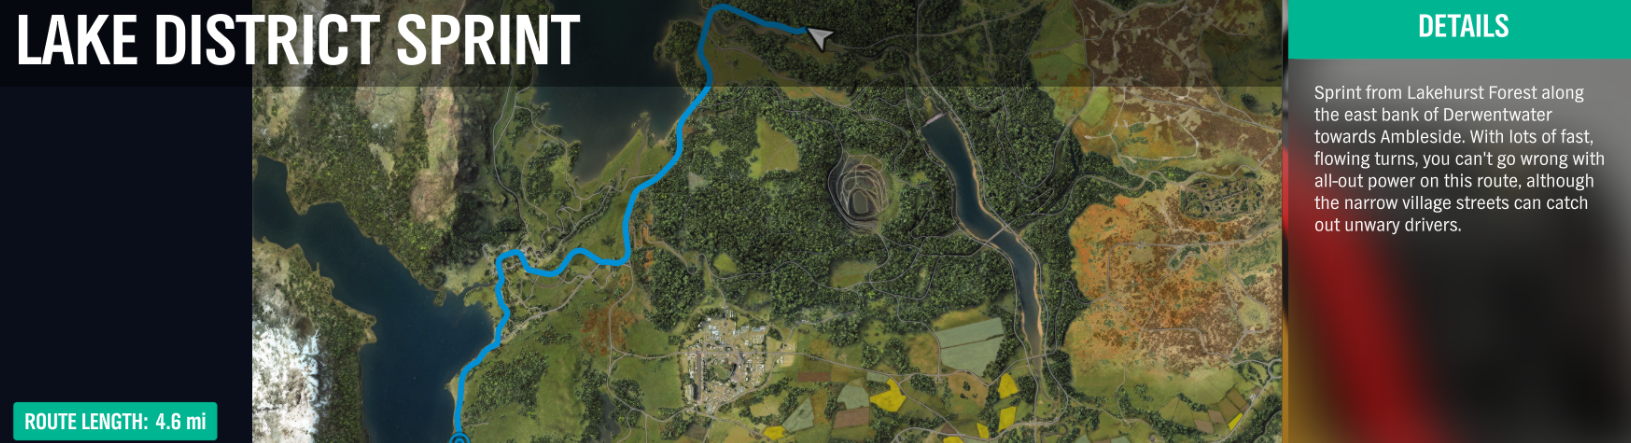 LAKE DISTRICT SPRINT
DETAILS
Sprint from Lakehurst Forest along
the east bank of Derwentwater
towards Ambleside. With lots of fast,
flowing turns, you can't go wrong with
all-out power on this route, although
the narrow village streets can catch
out unwary drivers.
ROUTE LENGTH: 4.6 mi